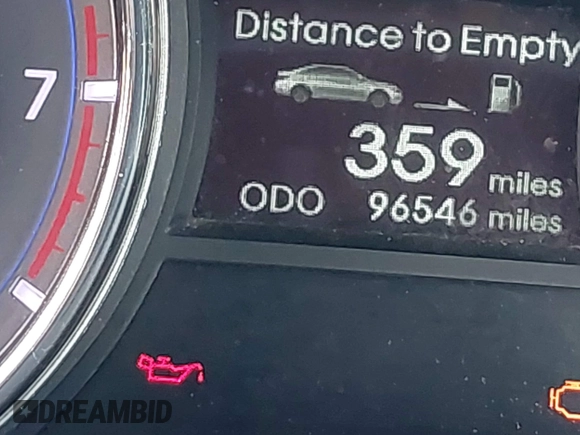 Distance to Empty
7
359 miles
ODO 96546 miles
DREAMBID